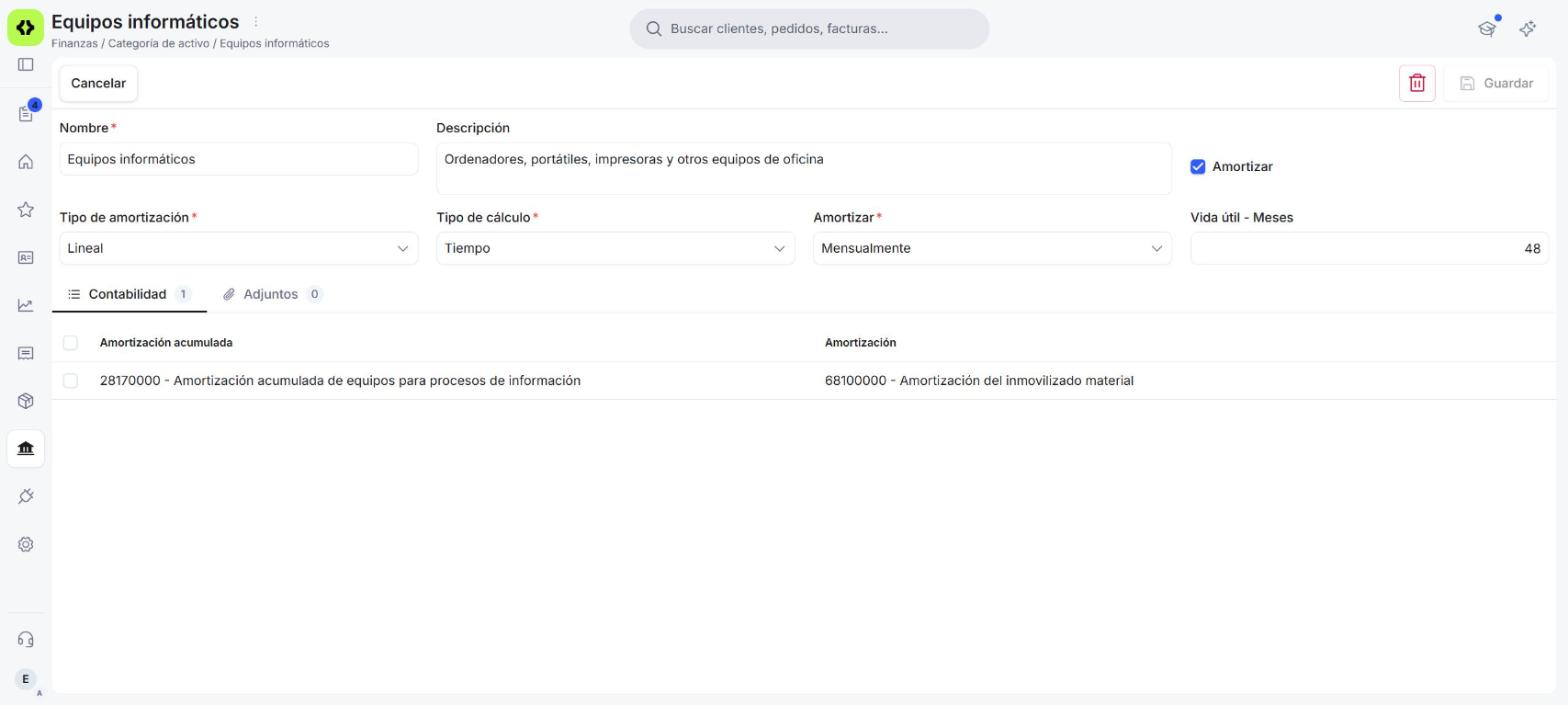 Equipos informáticos
Finanzas / Categoría de activo / Equipos informáticos
Buscar clientes, pedidos, facturas...
4
Cancelar
Guardar
Nombre*
Descripción
Equipos informáticos
Ordenadores, portátiles, impresoras y otros equipos de oficina
Amortizar
Tipo de amortización*
Tipo de cálculo*
Amortizar*
Vida útil - Meses
Lineal
Tiempo
Mensualmente
48
Contabilidad 1
Adjuntos 0
Amortización acumulada
Amortización
28170000 - Amortización acumulada de equipos para procesos de información
68100000 - Amortización del inmovilizado material
E
A